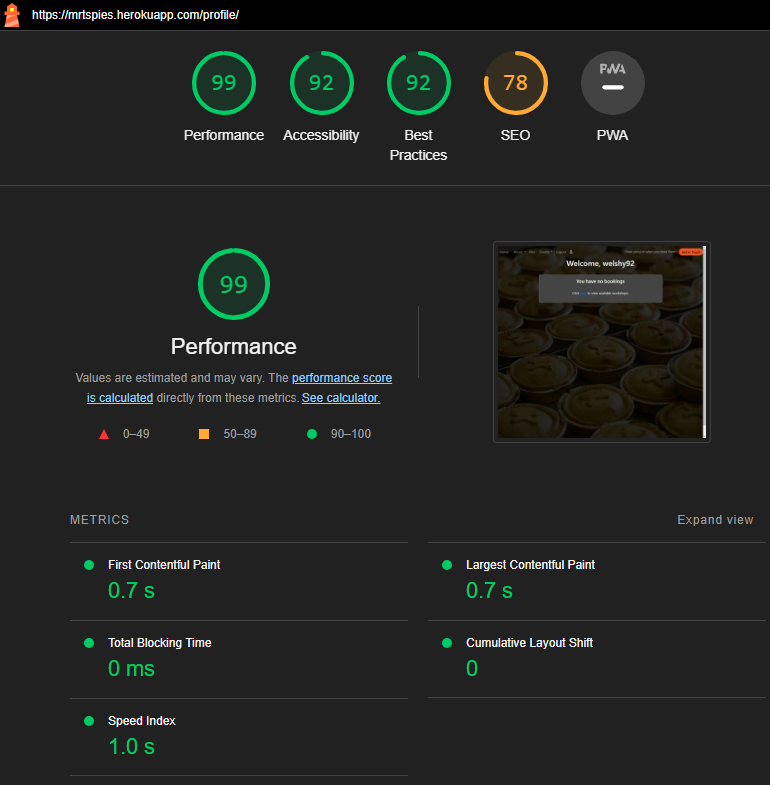 https://mrtspies.herokuapp.com/profile/
99
92
92
78
PWA
Performance
Accessibility
Best
Practices
SEO
PWA
99
Performance
Values are estimated and may vary. The performance score
is calculated directly from these metrics. See calculator.
0–49
50–89
90–100
Welcome, welshy92
You have no bookings
METRICS
Expand view
First Contentful Paint
0.7 s
Largest Contentful Paint
0.7 s
Total Blocking Time
0 ms
Cumulative Layout Shift
0
Speed Index
1.0 s